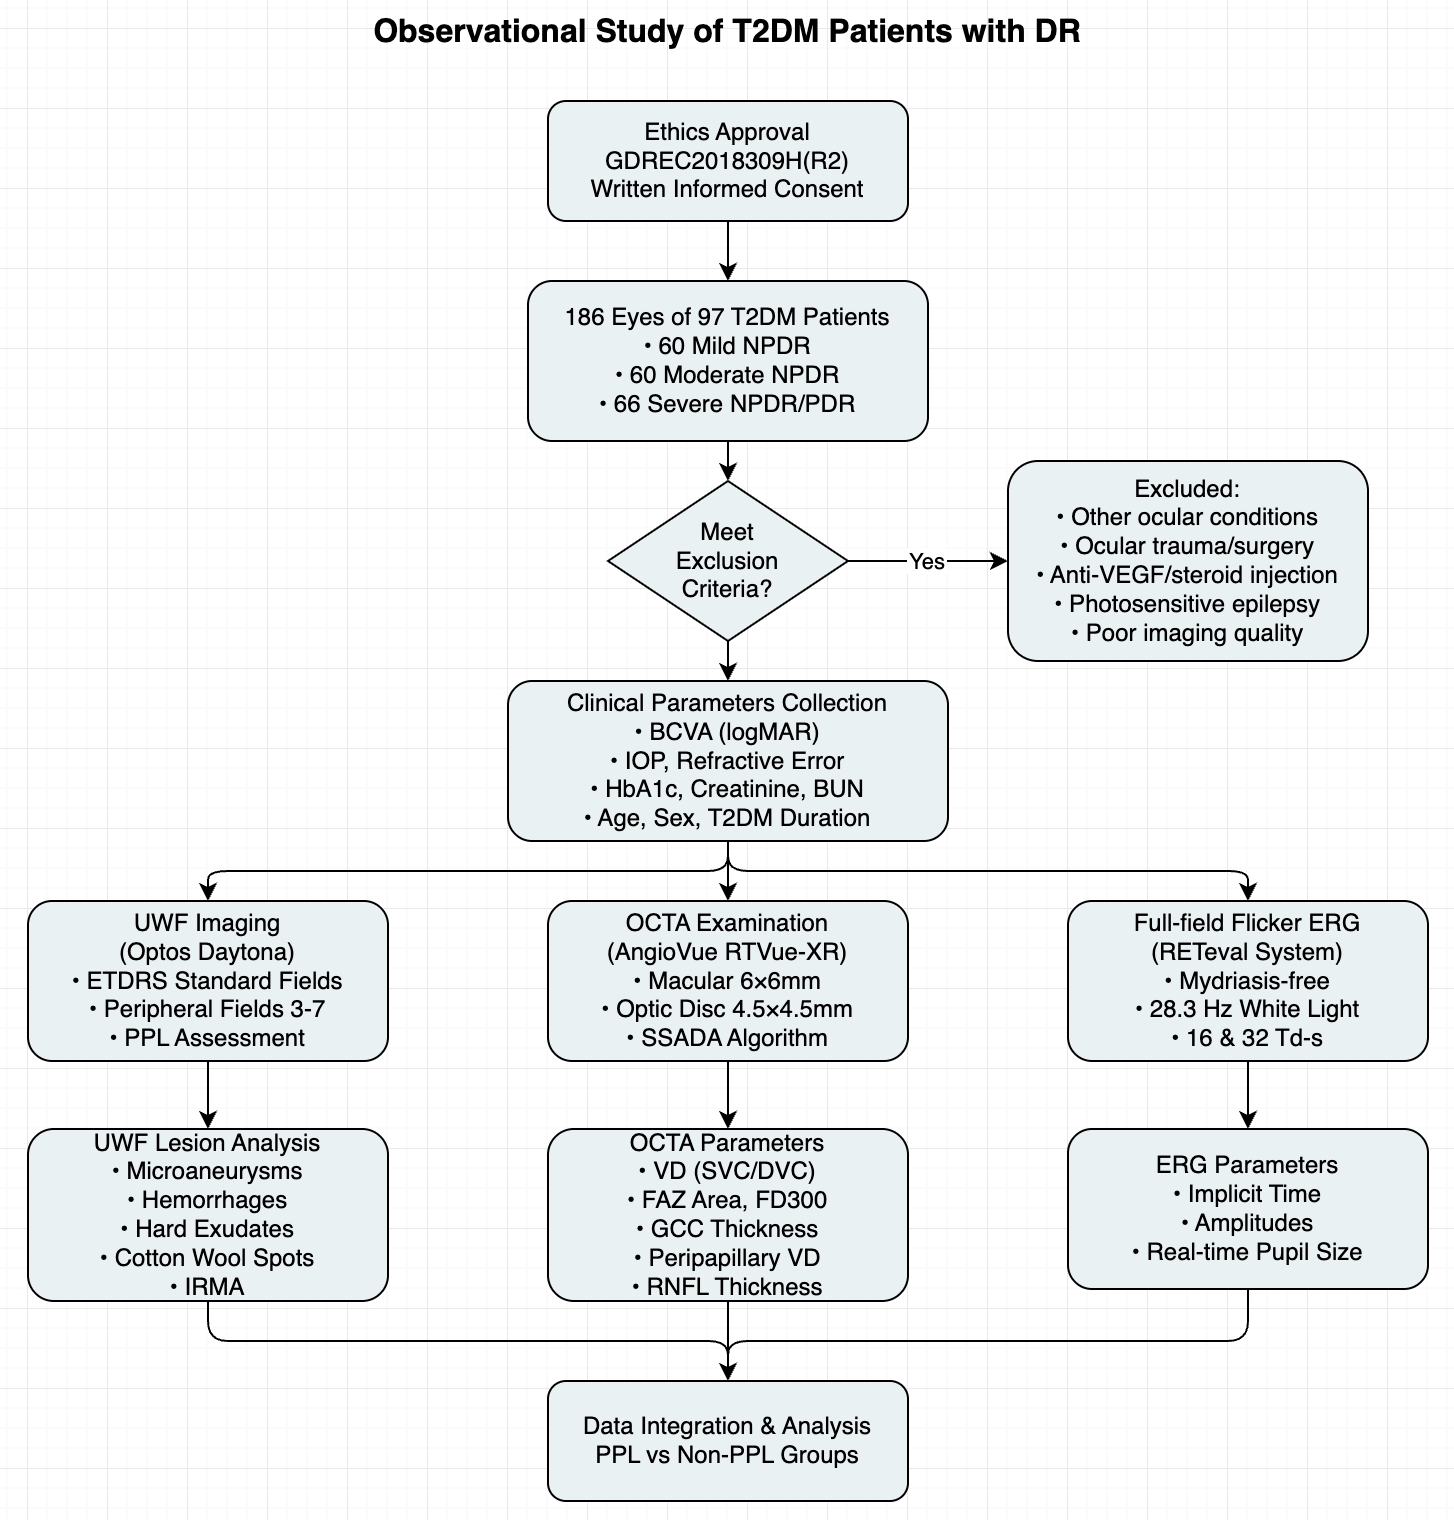 Observational Study of T2DM Patients with DR
Ethics Approval
GDREC2018309H(R2)
Written Informed Consent
186 Eyes of 97 T2DM Patients
• 60 Mild NPDR
• 60 Moderate NPDR
• 66 Severe NPDR/PDR
Meet
Exclusion
Criteria?
Yes
Excluded:
• Other ocular conditions
• Ocular trauma/surgery
• Anti-VEGF/steroid injection
• Photosensitive epilepsy
• Poor imaging quality
Clinical Parameters Collection
• BCVA (logMAR)
• IOP, Refractive Error
• HbA1c, Creatinine, BUN
• Age, Sex, T2DM Duration
UWF Imaging
(Optos Daytona)
• ETDRS Standard Fields
• Peripheral Fields 3-7
• PPL Assessment
OCTA Examination
(AngioVue RTVue-XR)
• Macular 6×6mm
• Optic Disc 4.5×4.5mm
• SSADA Algorithm
Full-field Flicker ERG
(RETeval System)
• Mydriasis-free
• 28.3 Hz White Light
• 16 & 32 Td-s
UWF Lesion Analysis
• Microaneurysms
• Hemorrhages
• Hard Exudates
• Cotton Wool Spots
• IRMA
OCTA Parameters
• VD (SVC/DVC)
• FAZ Area, FD300
• GCC Thickness
• Peripapillary VD
• RNFL Thickness
ERG Parameters
• Implicit Time
• Amplitudes
• Real-time Pupil Size
Data Integration & Analysis
PPL vs Non-PPL Groups